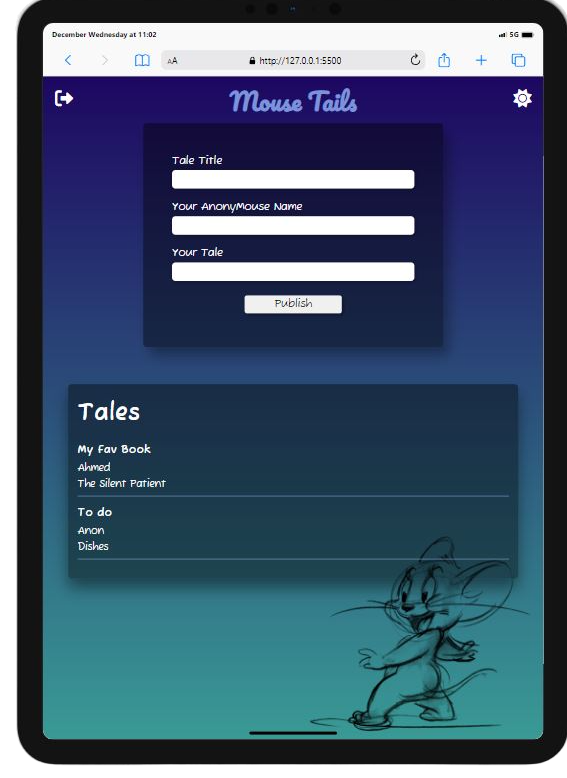 December Wednesday at 11:02
5G
AA
http://127.0.0.1:5500
Mouse Tails
Tale Title
Your AnonyMouse Name
Your Tale
Publish
Tales
My Fav Book
Ahmed
The Silent Patient
To do
Anon
Dishes